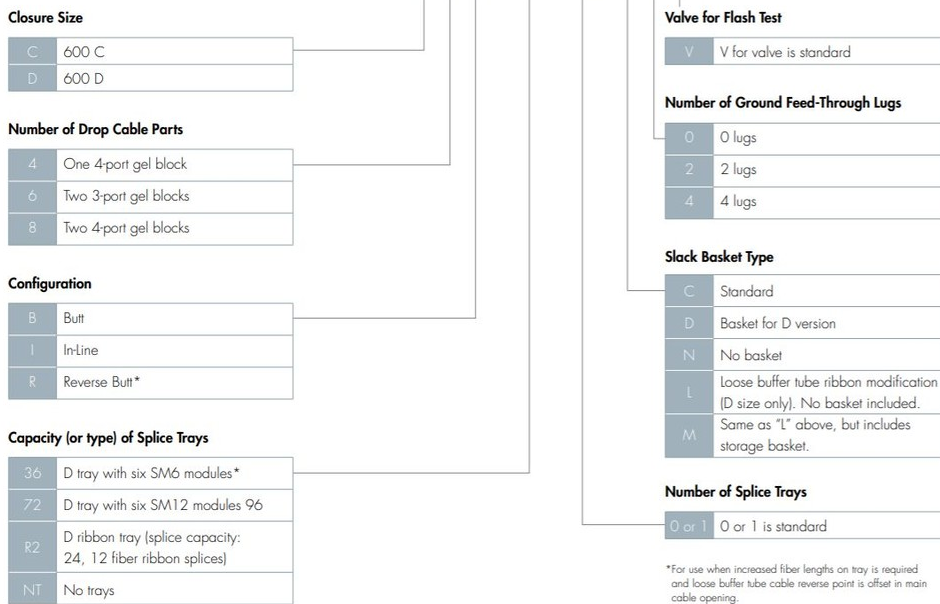 Closure Size
C 600 C
D 600 D
Number of Drop Cable Parts
4 One 4-port gel block
6 Two 3-port gel blocks
8 Two 4-port gel blocks
Configuration
B Butt
I In-Line
R Reverse Butt*
Capacity (or type) of Splice Trays
36 D tray with six SM6 modules*
72 D tray with six SM12 modules 96
R2 D ribbon tray (splice capacity:
24, 12 fiber ribbon splices)
NT No trays
Valve for Flash Test
V V for valve is standard
Number of Ground Feed-Through Lugs
0 0 lugs
2 2 lugs
4 4 lugs
Slack Basket Type
C Standard
D Basket for D version
N No basket
L Loose buffer tube ribbon modification
(D size only). No basket included.
M Same as “L” above, but includes
storage basket.
Number of Splice Trays
0 or 1 0 or 1 is standard
*For use when increased fiber lengths on tray is required
and loose buffer tube cable reverse point is offset in main
cable opening.